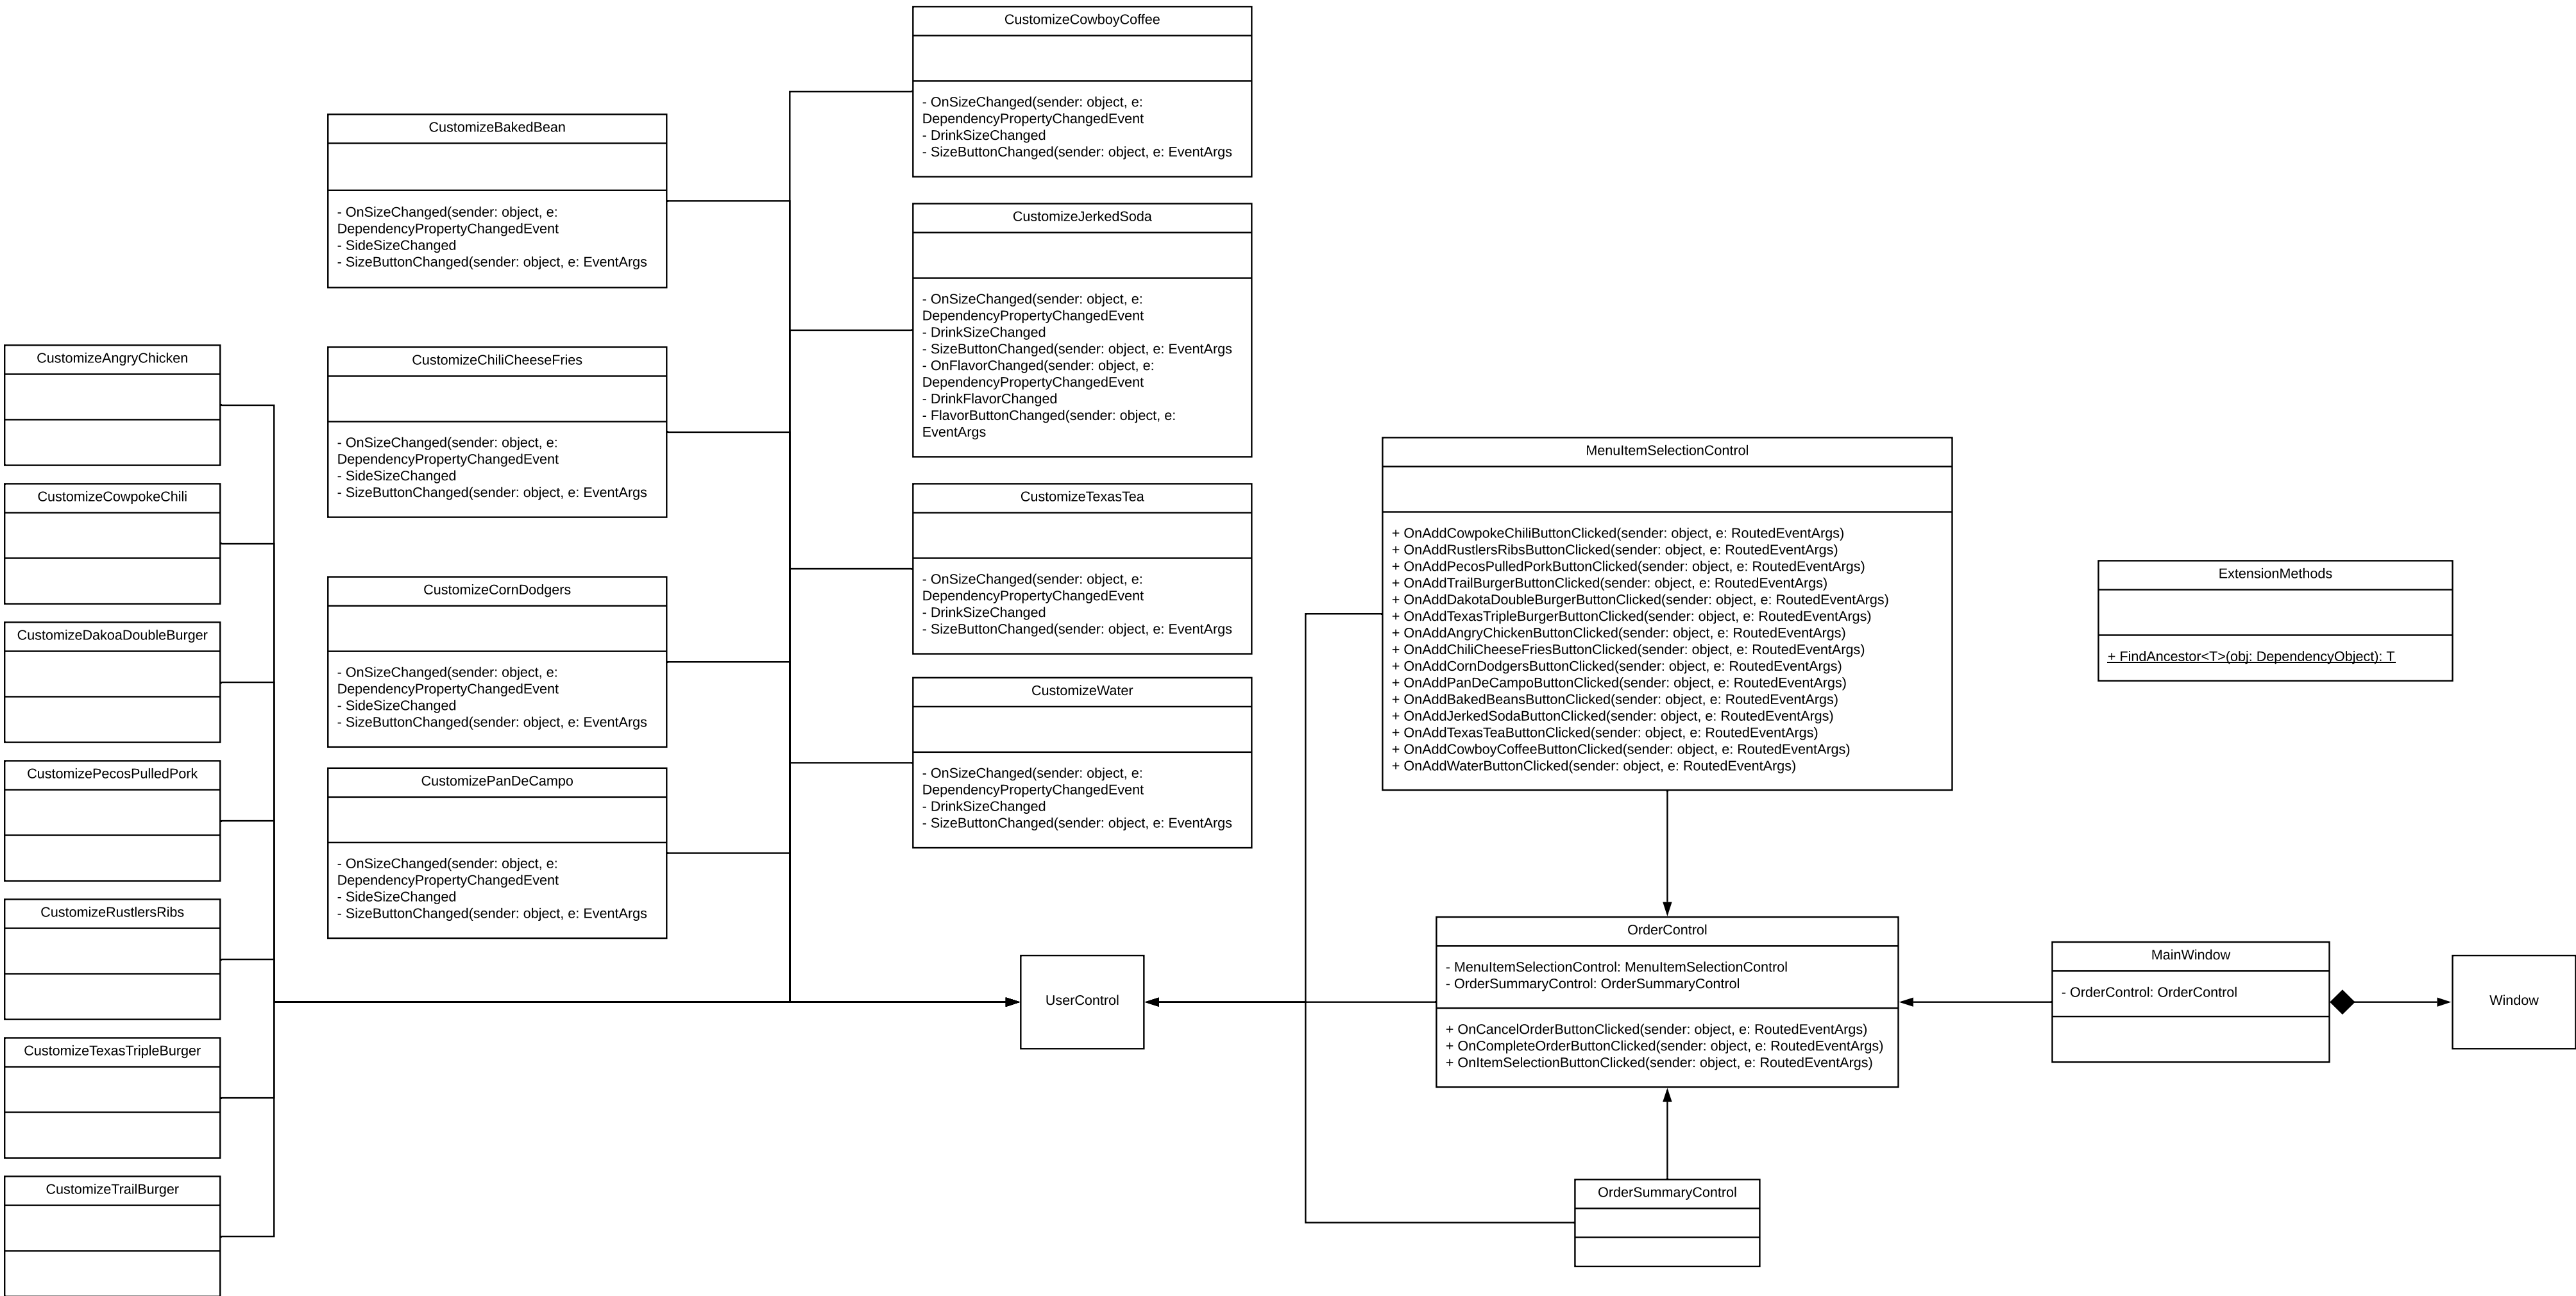 CustomizeAngryChicken
CustomizeCowpokeChili
CustomizeDakoaDoubleBurger
CustomizePecosPulledPork
CustomizeRustlersRibs
CustomizeTexasTripleBurger
CustomizeTrailBurger
CustomizeBakedBean
- OnSizeChanged(sender: object, e:
DependencyPropertyChangedEvent
- SideSizeChanged
- SizeButtonChanged(sender: object, e: EventArgs
CustomizeChiliCheeseFries
- OnSizeChanged(sender: object, e:
DependencyPropertyChangedEvent
- SideSizeChanged
- SizeButtonChanged(sender: object, e: EventArgs
CustomizeCornDodgers
- OnSizeChanged(sender: object, e:
DependencyPropertyChangedEvent
- SideSizeChanged
- SizeButtonChanged(sender: object, e: EventArgs
CustomizePanDeCampo
- OnSizeChanged(sender: object, e:
DependencyPropertyChangedEvent
- SideSizeChanged
- SizeButtonChanged(sender: object, e: EventArgs
CustomizeCowboyCoffee
- OnSizeChanged(sender: object, e:
DependencyPropertyChangedEvent
- DrinkSizeChanged
- SizeButtonChanged(sender: object, e: EventArgs
CustomizeJerkedSoda
- OnSizeChanged(sender: object, e:
DependencyPropertyChangedEvent
- DrinkSizeChanged
- SizeButtonChanged(sender: object, e: EventArgs
- OnFlavorChanged(sender: object, e:
DependencyPropertyChangedEvent
- DrinkFlavorChanged
- FlavorButtonChanged(sender: object, e:
EventArgs
CustomizeTexasTea
- OnSizeChanged(sender: object, e:
DependencyPropertyChangedEvent
- DrinkSizeChanged
- SizeButtonChanged(sender: object, e: EventArgs
CustomizeWater
- OnSizeChanged(sender: object, e:
DependencyPropertyChangedEvent
- DrinkSizeChanged
- SizeButtonChanged(sender: object, e: EventArgs
UserControl
MenuItemSelectionControl
+ OnAddCowpokeChiliButtonClicked(sender: object, e: RoutedEventArgs)
+ OnAddRustlersRibsButtonClicked(sender: object, e: RoutedEventArgs)
+ OnAddPecosPulledPorkButtonClicked(sender: object, e: RoutedEventArgs)
+ OnAddTrailBurgerButtonClicked(sender: object, e: RoutedEventArgs)
+ OnAddDakotaDoubleBurgerButtonClicked(sender: object, e: RoutedEventArgs)
+ OnAddTexasTripleBurgerButtonClicked(sender: object, e: RoutedEventArgs)
+ OnAddAngryChickenButtonClicked(sender: object, e: RoutedEventArgs)
+ OnAddChiliCheeseFriesButtonClicked(sender: object, e: RoutedEventArgs)
+ OnAddCornDodgersButtonClicked(sender: object, e: RoutedEventArgs)
+ OnAddPanDeCampoButtonClicked(sender: object, e: RoutedEventArgs)
+ OnAddBakedBeansButtonClicked(sender: object, e: RoutedEventArgs)
+ OnAddJerkedSodaButtonClicked(sender: object, e: RoutedEventArgs)
+ OnAddTexasTeaButtonClicked(sender: object, e: RoutedEventArgs)
+ OnAddCowboyCoffeeButtonClicked(sender: object, e: RoutedEventArgs)
+ OnAddWaterButtonClicked(sender: object, e: RoutedEventArgs)
OrderControl
- MenuItemSelectionControl: MenuItemSelectionControl
- OrderSummaryControl: OrderSummaryControl
+ OnCancelOrderButtonClicked(sender: object, e: RoutedEventArgs)
+ OnCompleteOrderButtonClicked(sender: object, e: RoutedEventArgs)
+ OnItemSelectionButtonClicked(sender: object, e: RoutedEventArgs)
OrderSummaryControl
ExtensionMethods
+ FindAncestor<T>(obj: DependencyObject): T
MainWindow
- OrderControl: OrderControl
Window